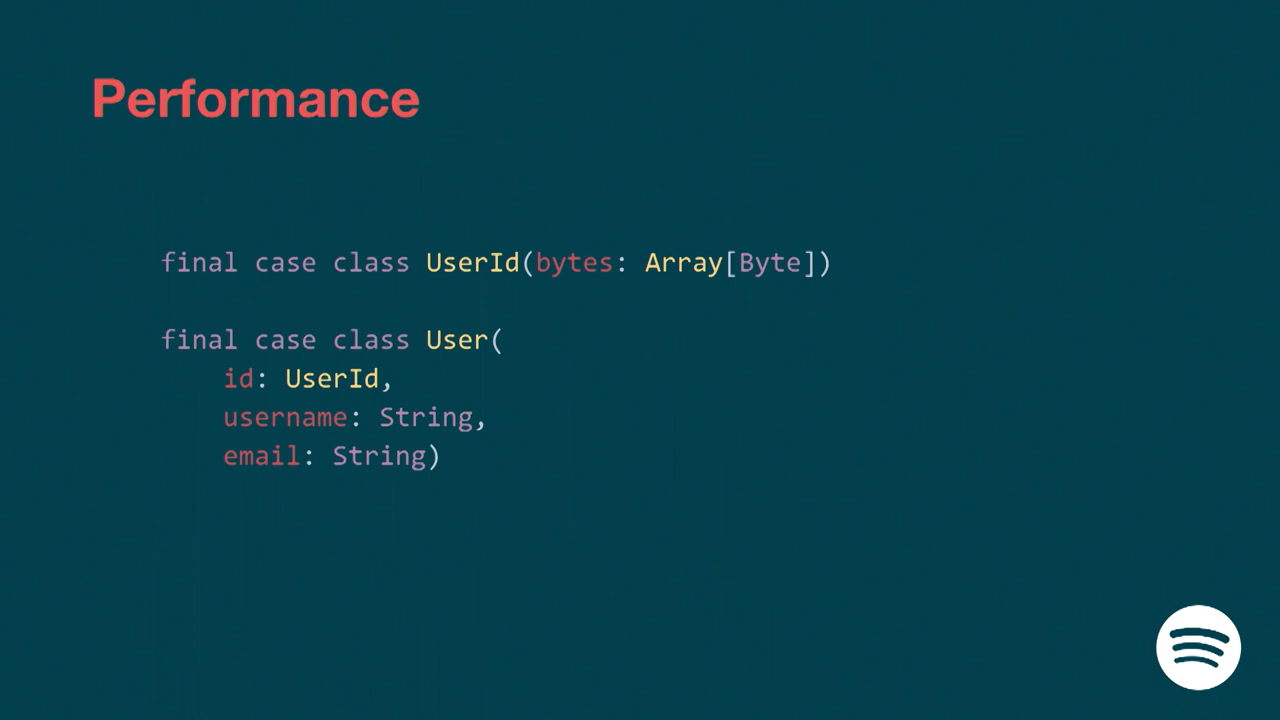 Performance
final case class UserId(bytes: Array[Byte])
final case class User(
id: UserId,
username: String,
email: String)